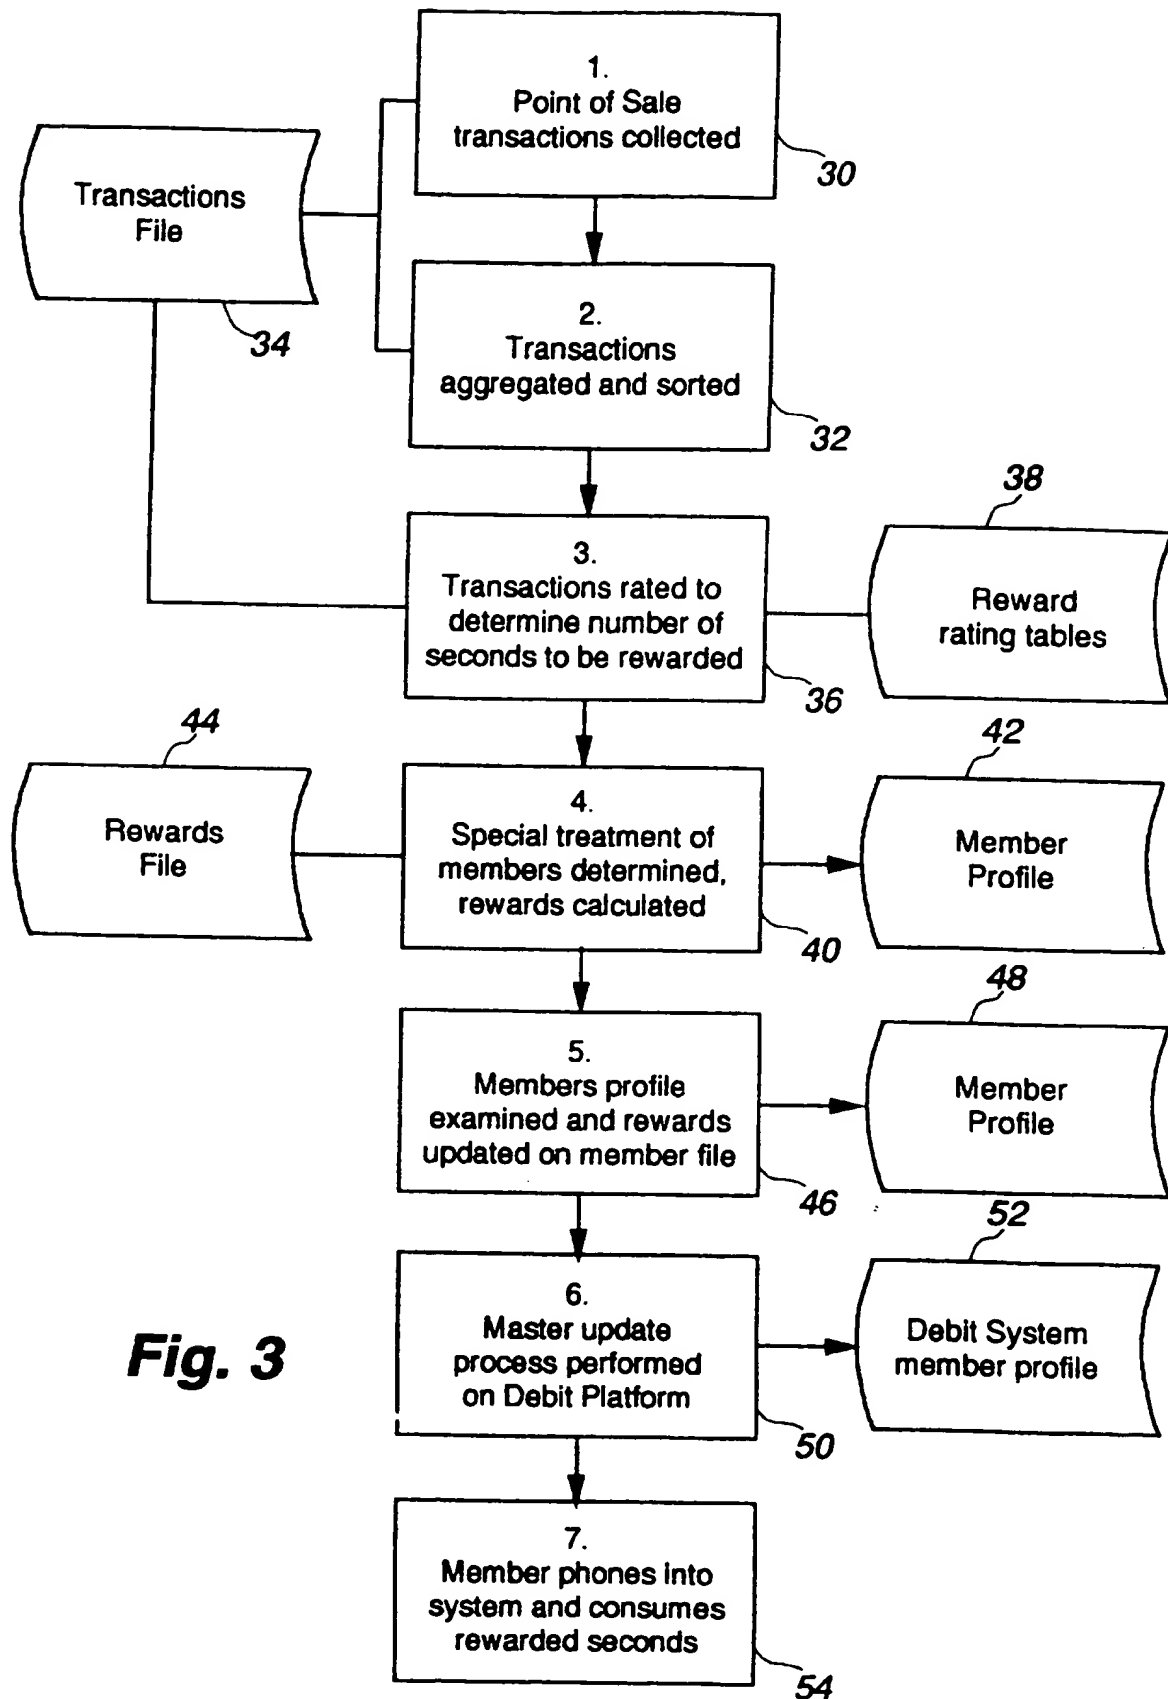 1.
Point of Sale
transactions collected
30
Transactions
File
34
2.
Transactions
aggregated and sorted
32
3.
Transactions rated to
determine number of
seconds to be rewarded
36
38
Reward
rating tables
44
Rewards
File
4.
Special treatment of
members determined,
rewards calculated
40
42
Member
Profile
5.
Members profile
examined and rewards
updated on member file
46
48
Member
Profile
6.
Master update
process performed
on Debit Platform
50
52
Debit System
member profile
Fig. 3
7.
Member phones into
system and consumes
rewarded seconds
54